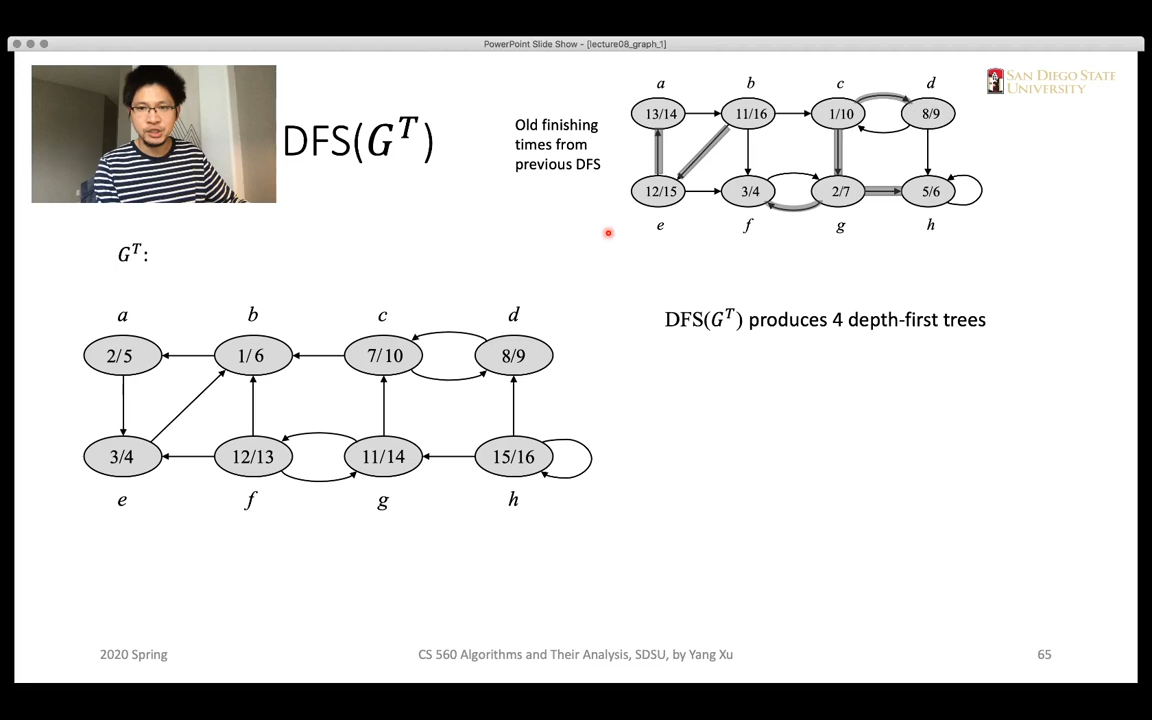 PowerPoint Slide Show - [lecture08_graph_1]
SAN DIEGO STATE
UNIVERSITY
DFS(G^T)
Old finishing
times from
previous DFS
a b c d
13/14 11/16 1/10 8/9
12/15 3/4 2/7 5/6
e f g h
G^T:
a b c d
2/5 1/6 7/10 8/9
3/4 12/13 11/14 15/16
e f g h
DFS(G^T) produces 4 depth-first trees
2020 Spring
CS 560 Algorithms and Their Analysis, SDSU, by Yang Xu
65